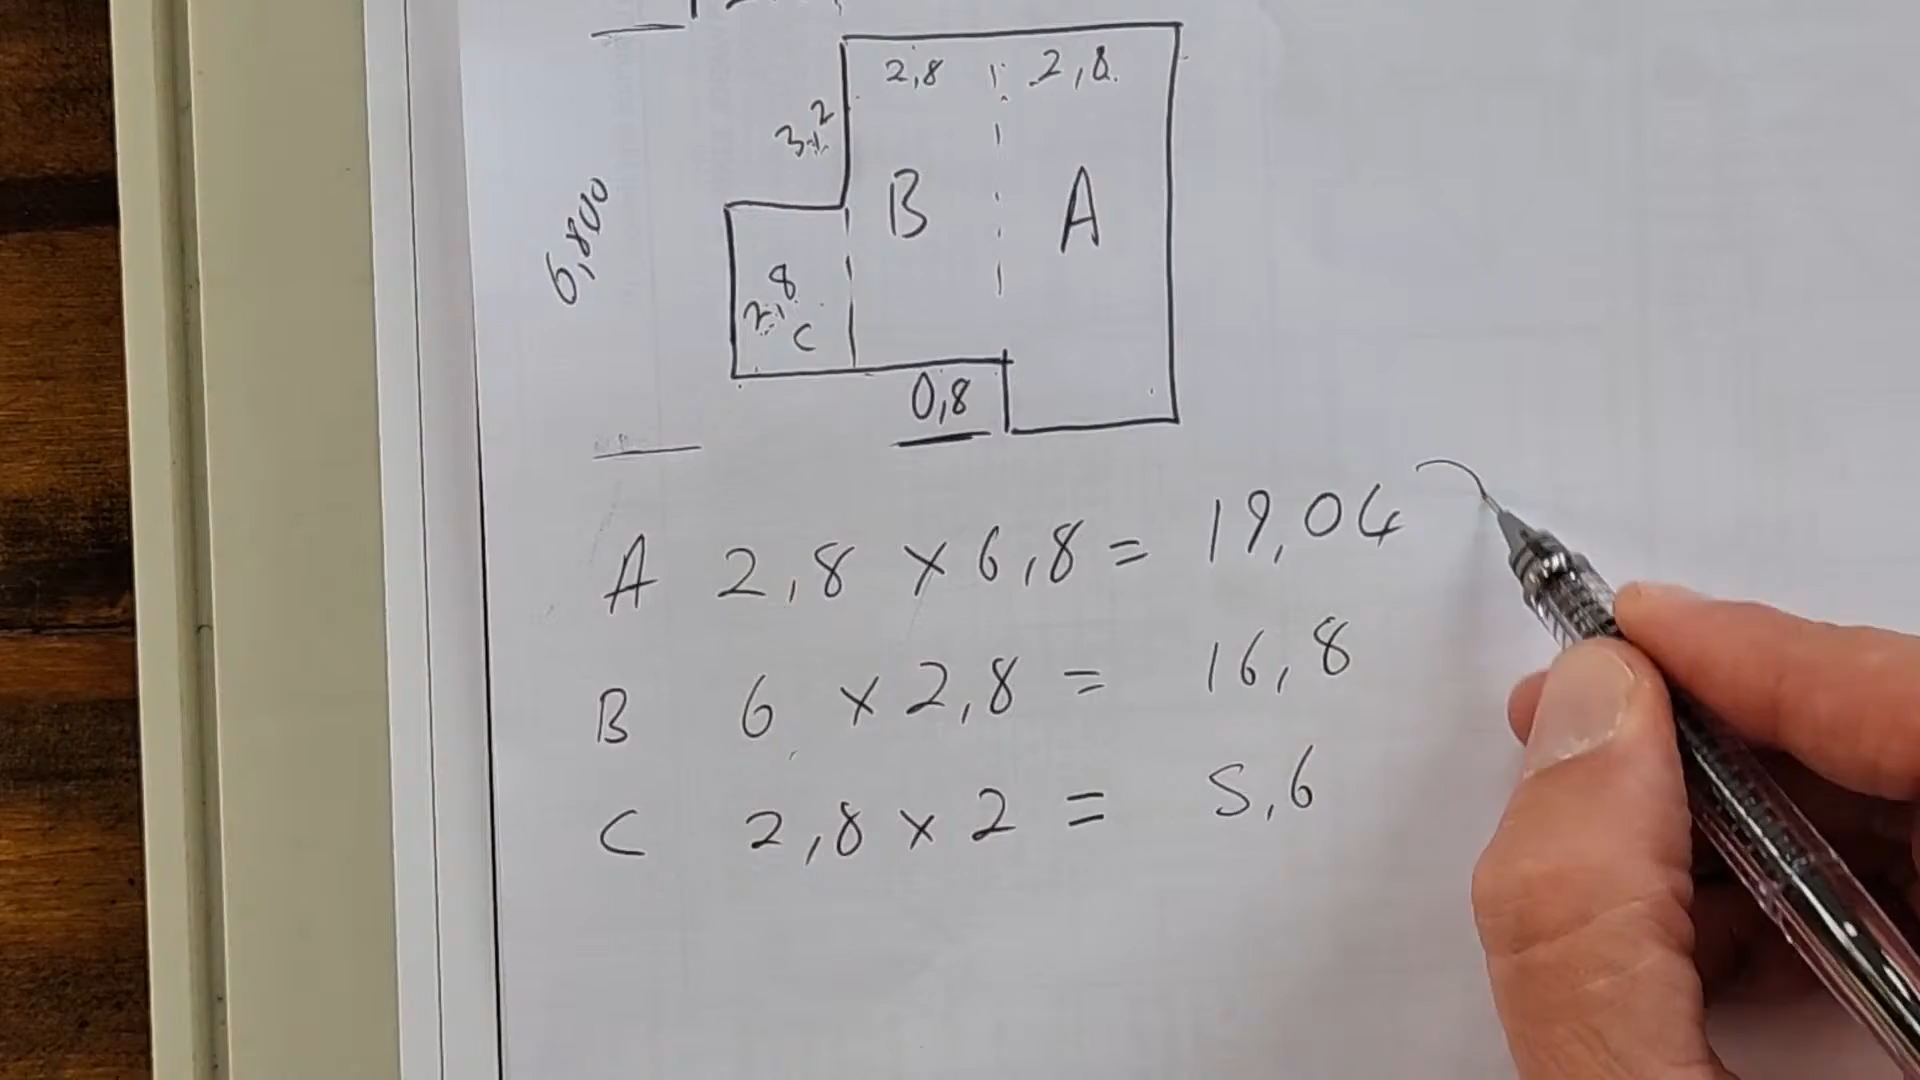 2,8 2,8
3,2
B A
6,800
2,8
C
0,8
A 2,8 × 6,8 = 19,04
B 6 × 2,8 = 16,8
C 2,8 × 2 = 5,6